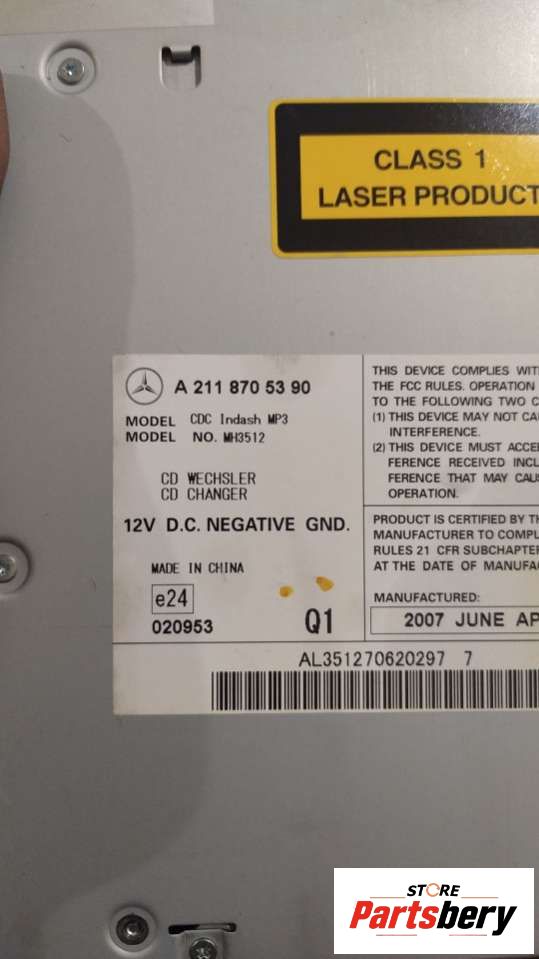 CLASS 1
LASER PRODUCT
A 211 870 53 90
MODEL CDC Indash MP3
MODEL NO. MH3512
CD WECHSLER
CD CHANGER
12V D.C. NEGATIVE GND.
MADE IN CHINA
e24
020953
Q1
THIS DEVICE COMPLIES
THE FCC RULES. OPERATION
TO THE FOLLOWING TWO
(1) THIS DEVICE MAY NOT
INTERFERENCE.
(2) THIS DEVICE MUST
FERENCE RECEIVED
FERENCE THAT MAY
OPERATION.
PRODUCT IS CERTIFIED BY
MANUFACTURER TO
RULES 21 CFR
AT THE DATE OF
MANUFACTURED:
2007 JUNE
AL351270620297 7
STORE
Partsbery